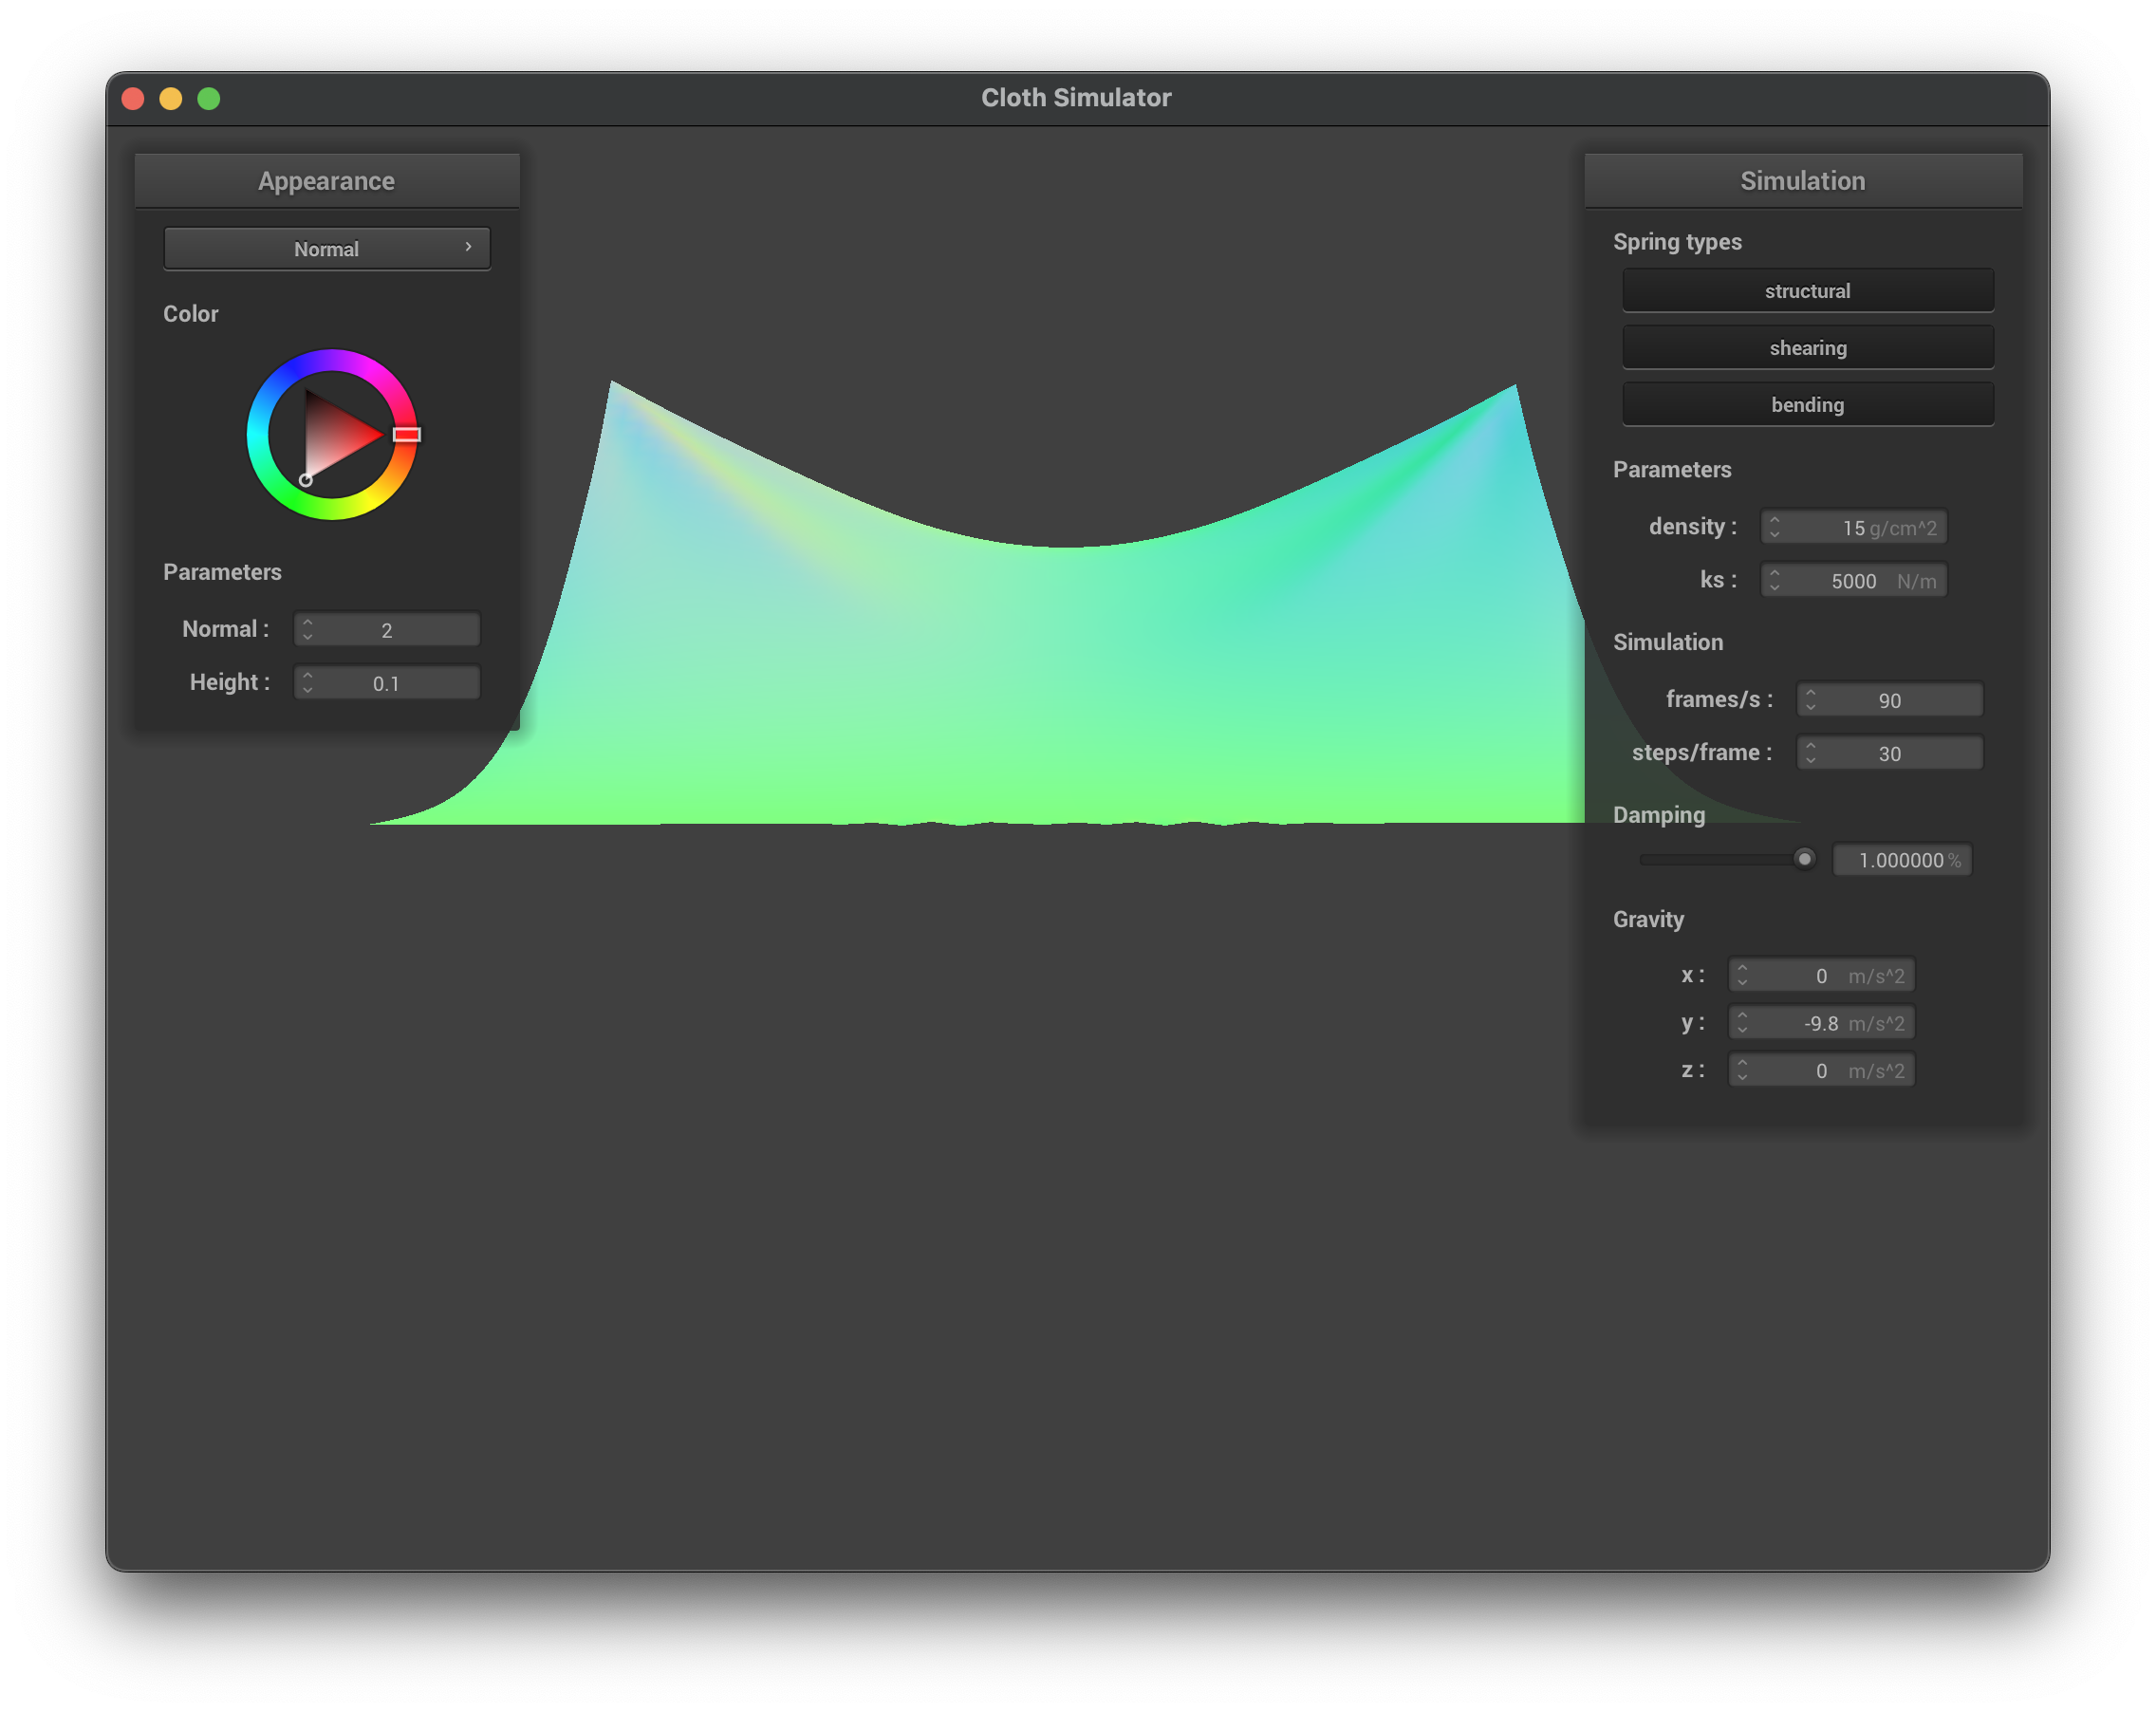 Cloth Simulator
Appearance
Normal
Color
Parameters
Normal : 2
Height : 0.1
Simulation
Spring types
structural
shearing
bending
Parameters
density : 15 g/cm^2
ks : 5000 N/m
Simulation
frames/s : 90
steps/frame : 30
Damping
1.000000 %
Gravity
x : 0 m/s^2
y : -9.8 m/s^2
z : 0 m/s^2